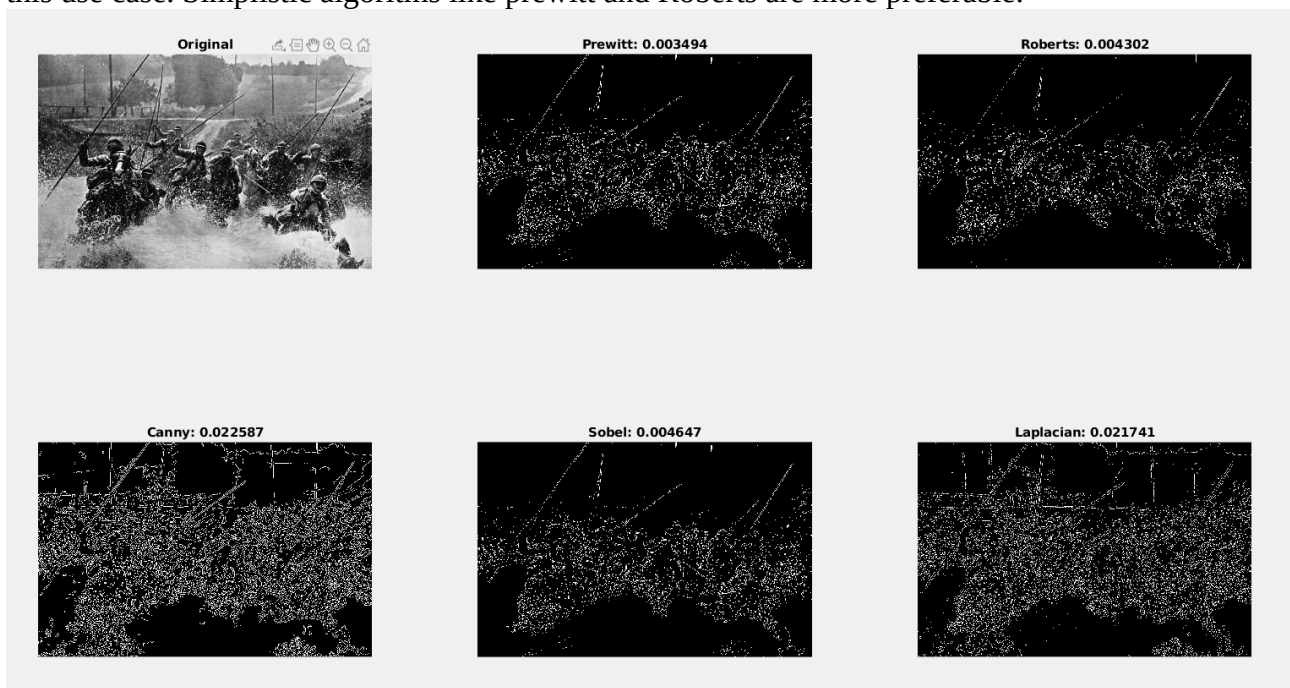 this use case. Simplistic algorithms like prewitt and Roberts are more preferable.
Original
Prewitt: 0.003494
Roberts: 0.004302
Canny: 0.022587
Sobel: 0.004647
Laplacian: 0.021741